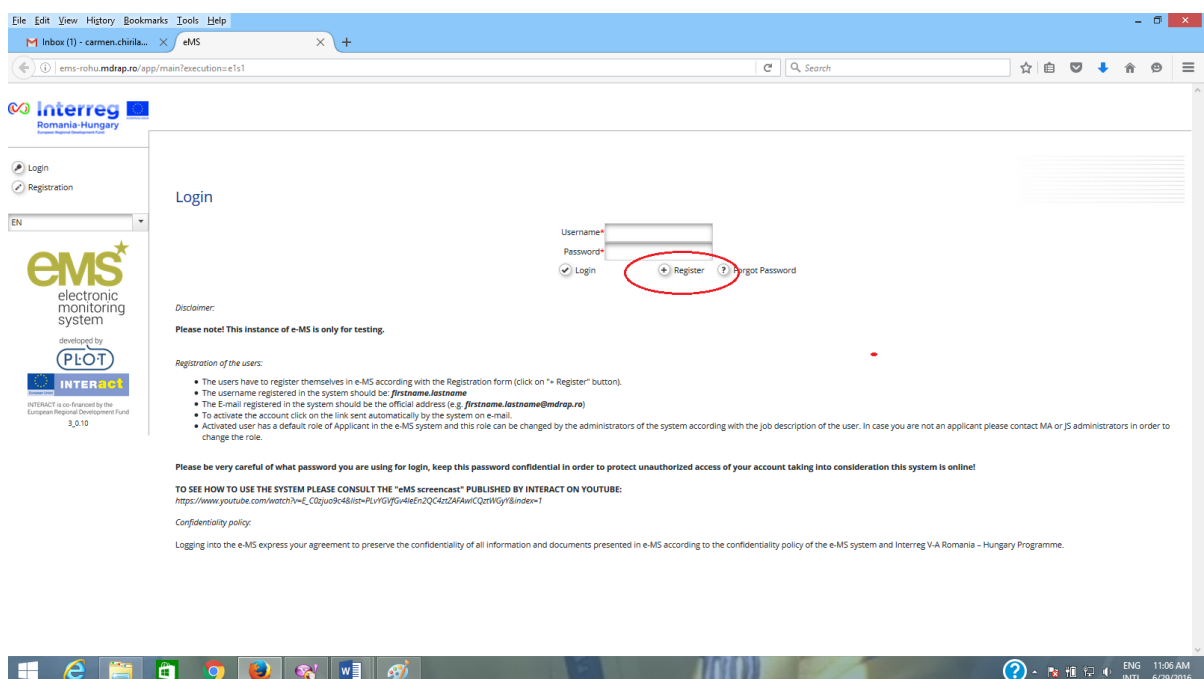 File Edit View History Bookmarks Tools Help
Inbox (1) - carmen.chirila...
eMS
ems-rohu.mdrap.ro/app/main?execution=e1s1
Search
Interreg
Romania-Hungary
European Regional Development Fund
Login
Registration
EN
eMS
electronic
monitoring
system
developed by
PLOT
INTERact
INTERACT is co-financed by the
European Regional Development Fund
3_0.10
Login
Username*
Password*
Login
Register
Forgot Password
Disclaimer:
Please note! This instance of e-MS is only for testing.
Registration of the users:
The users have to register themselves in e-MS according with the Registration form (click on "+ Register" button).
The username registered in the system should be: firstname.lastname
The E-mail registered in the system should be the official address (e.g. firstname.lastname@mdrap.ro)
To activate the account click on the link sent automatically by the system on e-mail.
Activated user has a default role of Applicant in the e-MS system and this role can be changed by the administrators of the system according with the job description of the user. In case you are not an applicant please contact MA or JS administrators in order to
change the role.
Please be very careful of what password you are using for login, keep this password confidential in order to protect unauthorized access of your account taking into consideration this system is online!
TO SEE HOW TO USE THE SYSTEM PLEASE CONSULT THE "eMS screencast" PUBLISHED BY INTERACT ON YOUTUBE:
https://www.youtube.com/watch?v=E_C0zjuo9c4&list=PLvYGVfGv4IeEn2QC4ztZAFAwICQztWGyY&index=1
Confidentiality policy:
Logging into the e-MS express your agreement to preserve the confidentiality of all information and documents presented in e-MS according to the confidentiality policy of the e-MS system and Interreg V-A Romania – Hungary Programme.
ENG 11:06 AM
INTL 6/29/2016